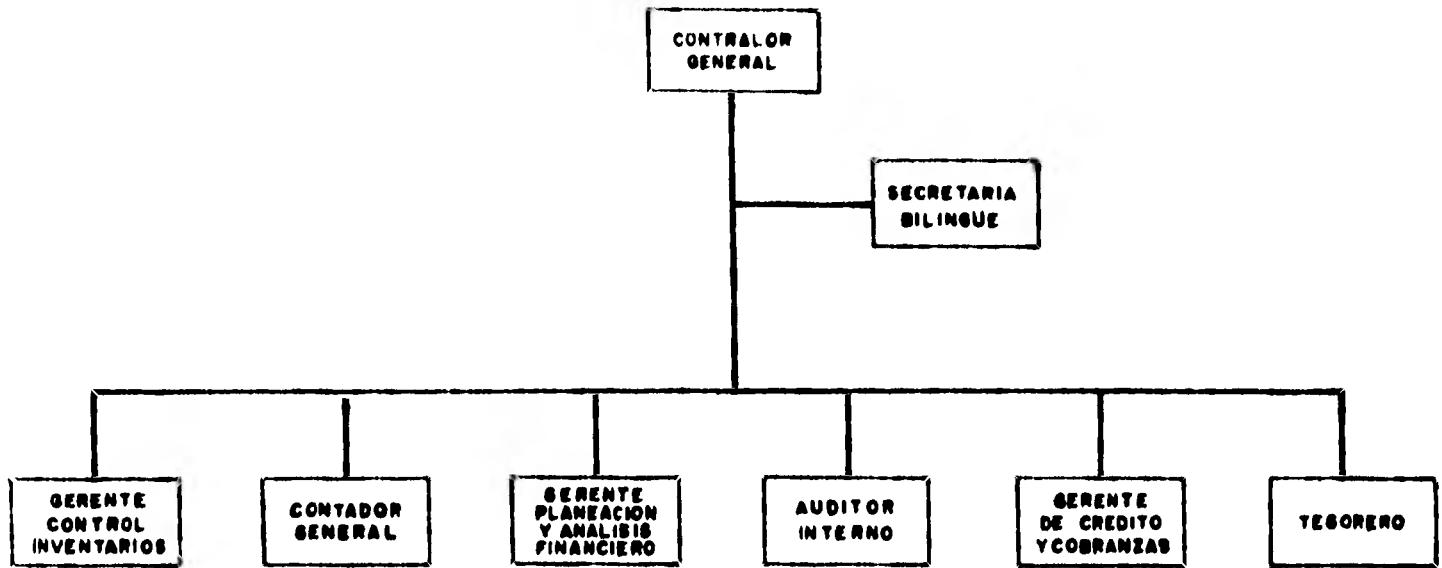 CONTRALOR
GENERAL
SECRETARIA
BILINGÜE
GERENTE
CONTROL
INVENTARIOS
CONTADOR
GENERAL
GERENTE
PLANEACION
Y ANALISIS
FINANCIERO
AUDITOR
INTERNO
GERENTE
DE CREDITO
Y COBRANZAS
TESORERO